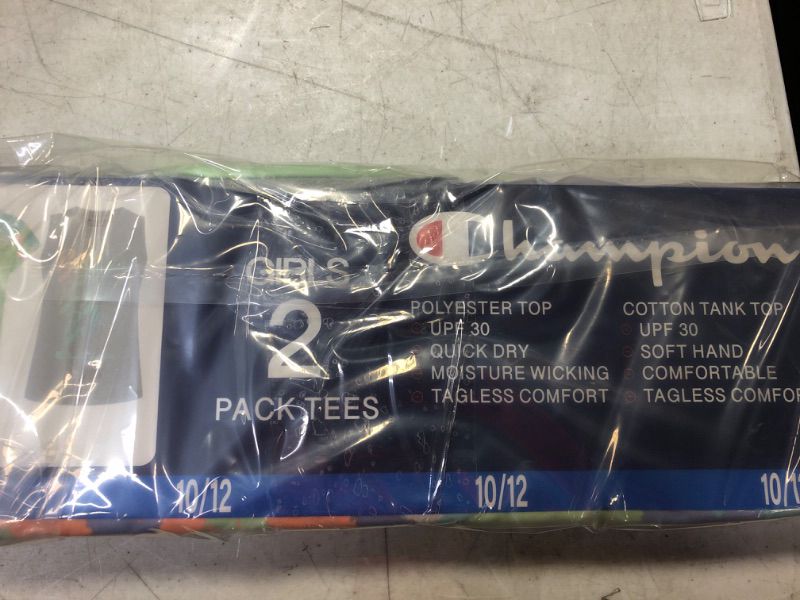 Champion
GIRLS
2
PACK TEES
POLYESTER TOP
UPF 30
QUICK DRY
MOISTURE WICKING
TAGLESS COMFORT
COTTON TANK TOP
UPF 30
SOFT HAND
COMFORTABLE
TAGLESS COMFOR
10/12
10/12
10/1